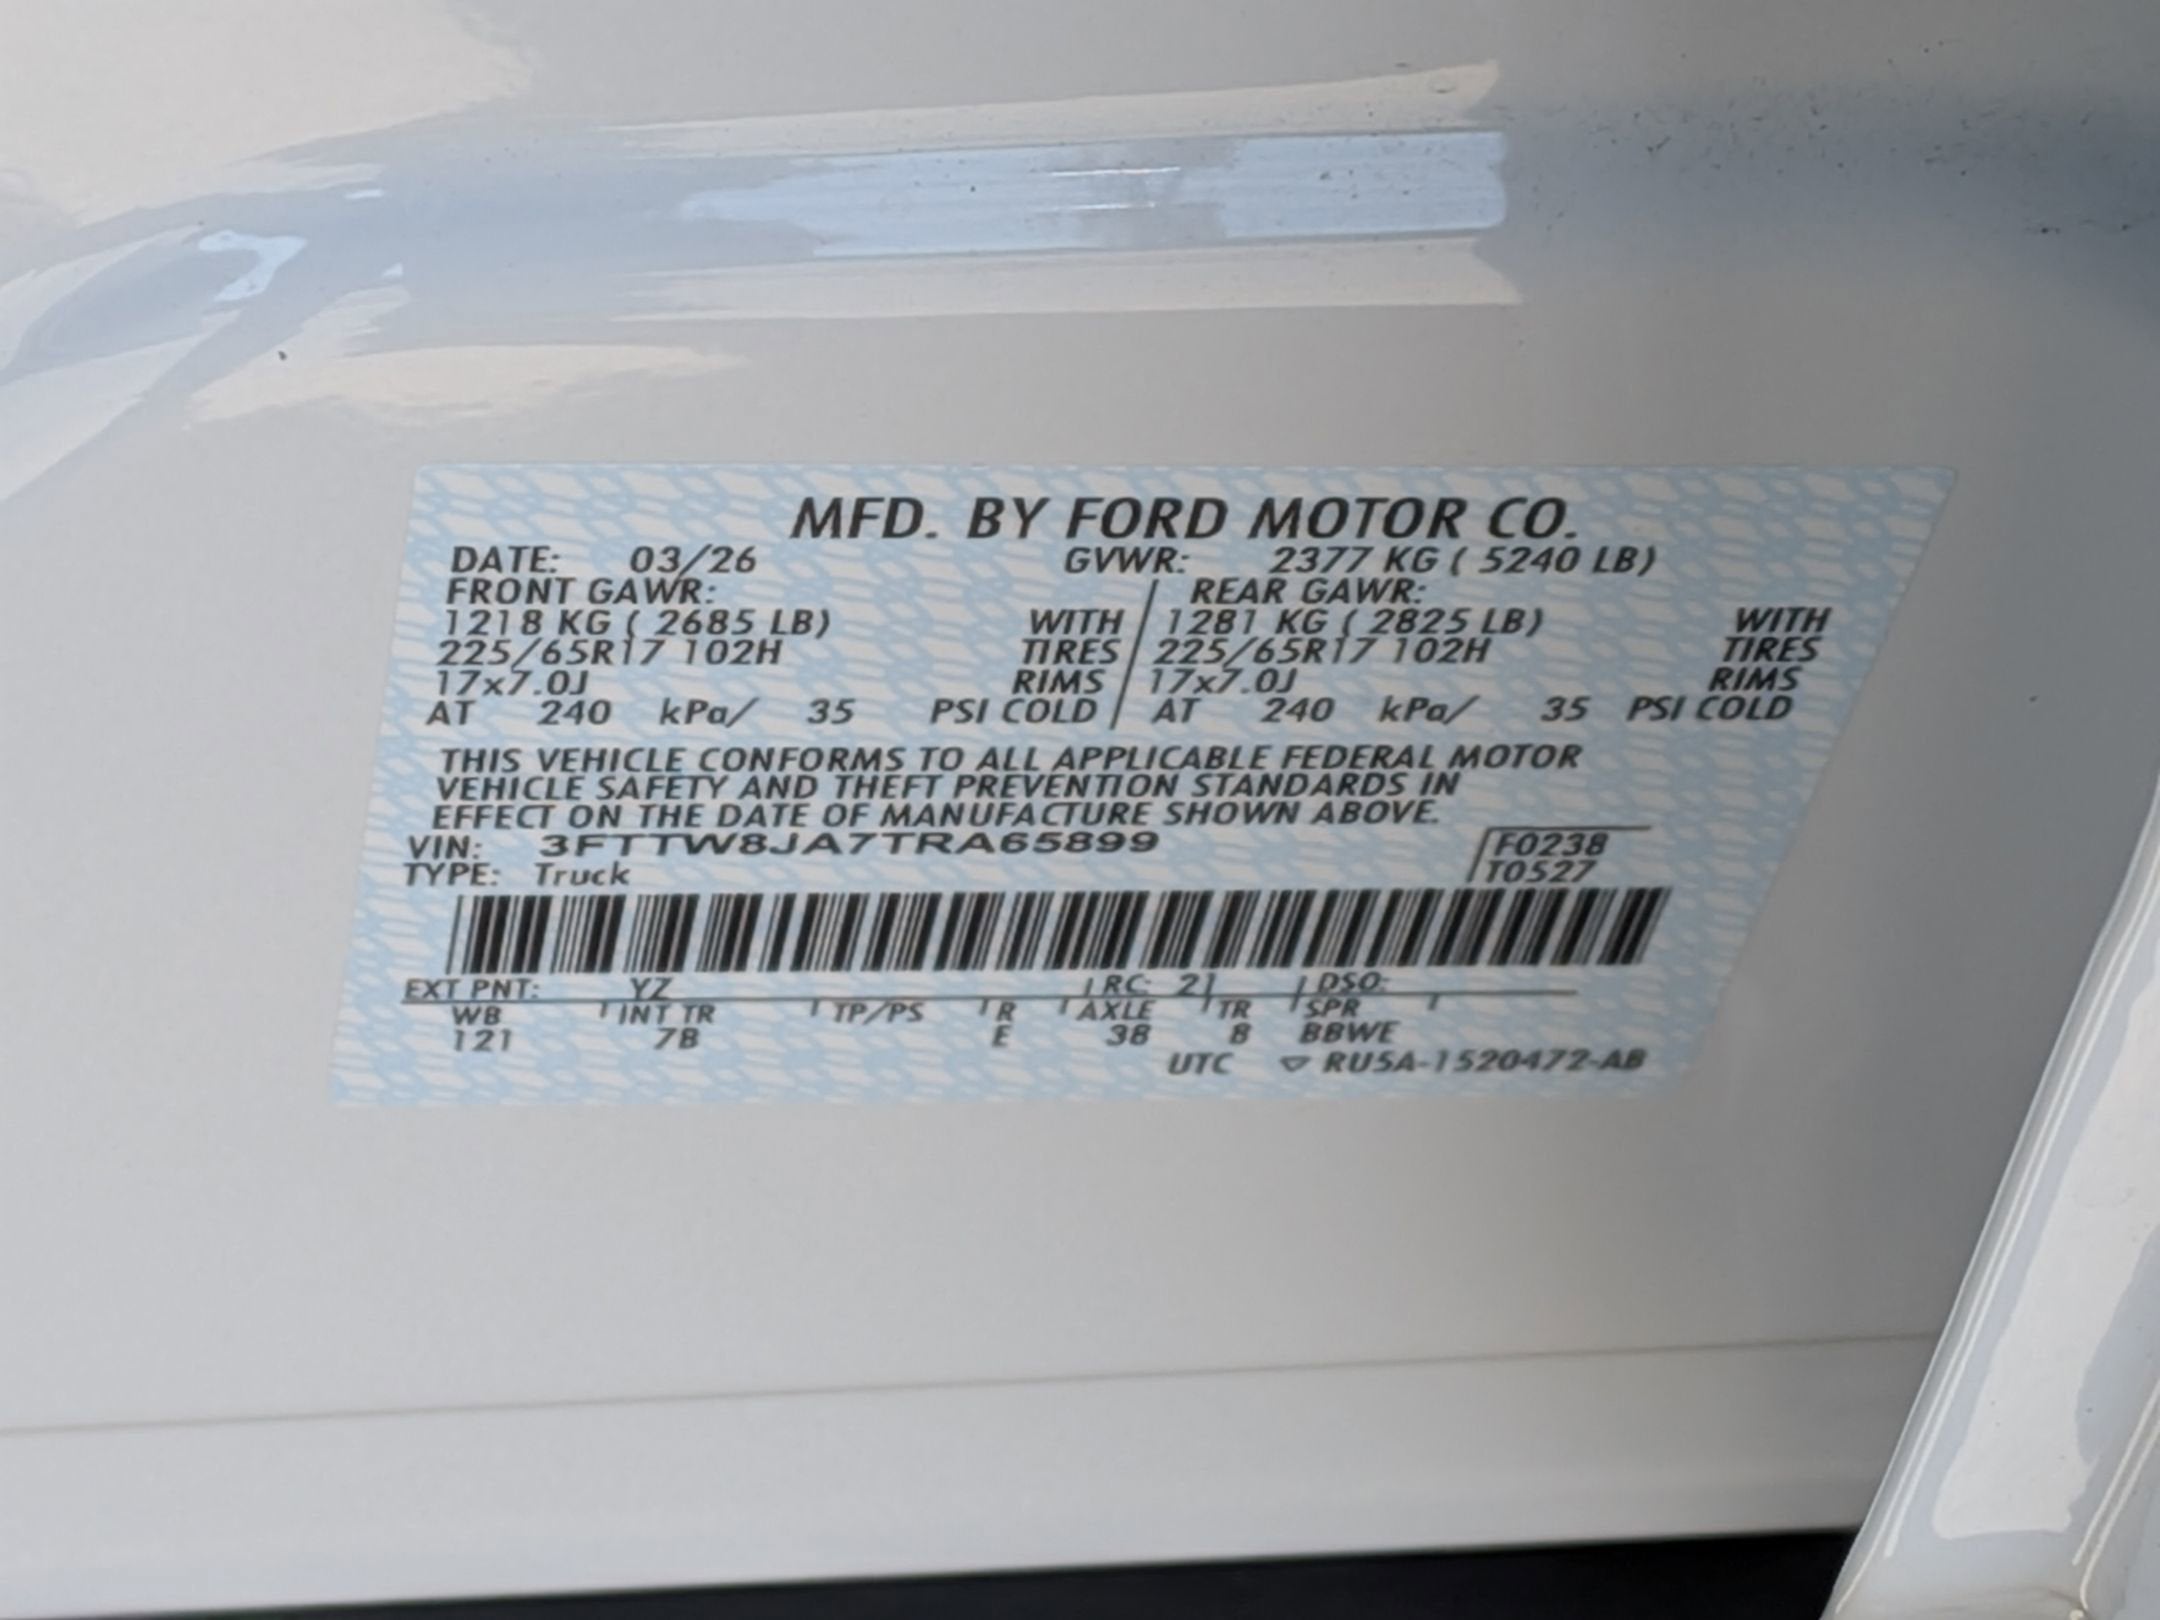 MFD. BY FORD MOTOR CO.
DATE: 03/26 GVWR: 2377 KG ( 5240 LB)
FRONT GAWR: REAR GAWR:
1218 KG ( 2685 LB) WITH 1281 KG ( 2825 LB) WITH
225/65R17 102H TIRES 225/65R17 102H TIRES
17x7.0J RIMS 17x7.0J RIMS
AT 240 kPa/ 35 PSI COLD AT 240 kPa/ 35 PSI COLD
THIS VEHICLE CONFORMS TO ALL APPLICABLE FEDERAL MOTOR
VEHICLE SAFETY AND THEFT PREVENTION STANDARDS IN
EFFECT ON THE DATE OF MANUFACTURE SHOWN ABOVE.
VIN: 3FTTW8JA7TRA65899 F0238
TYPE: Truck T0527
EXT PNT: YZ RC: 21 DSO:
WB INT TR TP/PS R AXLE TR SPR
121 7B E 38 8 BBWE
UTC ▽ RU5A-1520472-AB